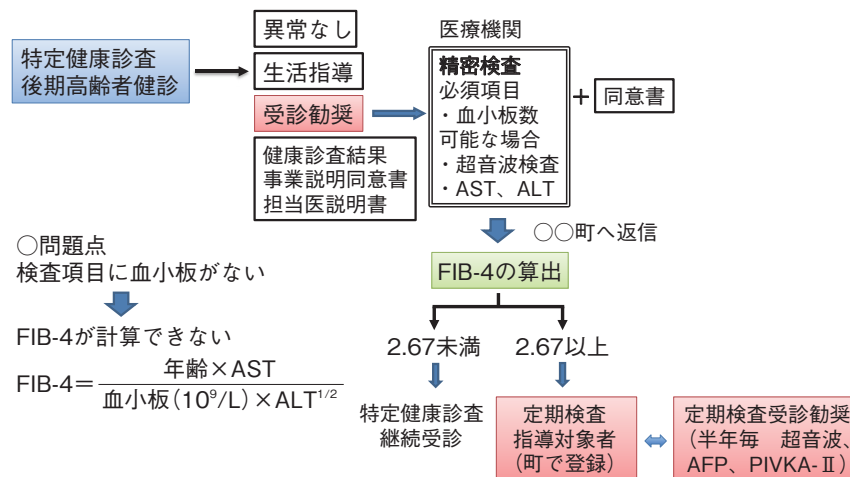 特定健康診査
後期高齢者健診
異常なし
生活指導
受診勧奨
健康診査結果
事業説明同意書
担当医説明書
医療機関
精密検査
必須項目
・血小板数
可能な場合
・超音波検査
・AST、ALT
+
同意書
○○町へ返信
FIB-4の算出
2.67未満
2.67以上
特定健康診査
継続受診
定期検査
指導対象者
(町で登録)
定期検査受診勧奨
(半年毎　超音波、
AFP、PIVKA-Ⅱ)
○問題点
検査項目に血小板がない
FIB-4が計算できない
FIB-4＝年齢×AST
血小板(10⁹/L)×ALT¹/²